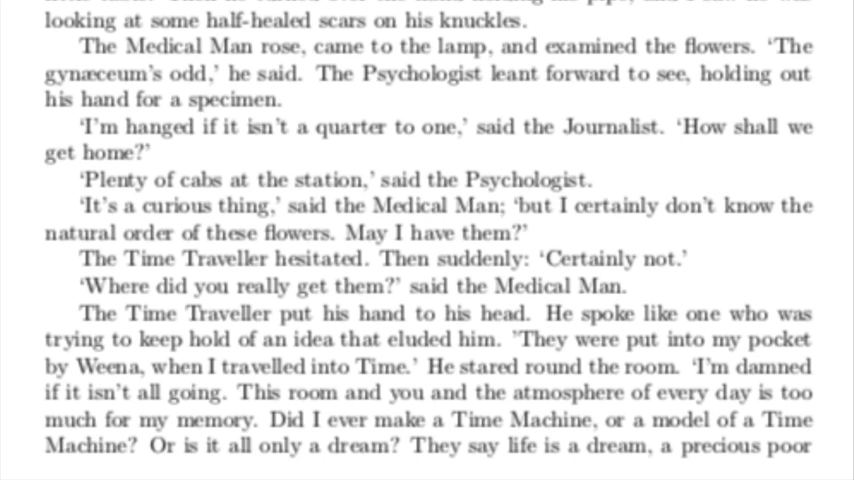 looking at some half-healed scars on his knuckles.
The Medical Man rose, came to the lamp, and examined the flowers. ‘The
gynæceum’s odd,’ he said. The Psychologist leant forward to see, holding out
his hand for a specimen.
‘I’m hanged if it isn’t a quarter to one,’ said the Journalist. ‘How shall we
get home?’
‘Plenty of cabs at the station,’ said the Psychologist.
‘It’s a curious thing,’ said the Medical Man; ‘but I certainly don’t know the
natural order of these flowers. May I have them?’
The Time Traveller hesitated. Then suddenly: ‘Certainly not.’
‘Where did you really get them?’ said the Medical Man.
The Time Traveller put his hand to his head. He spoke like one who was
trying to keep hold of an idea that eluded him. ’They were put into my pocket
by Weena, when I travelled into Time.’ He stared round the room. ‘I’m damned
if it isn’t all going. This room and you and the atmosphere of every day is too
much for my memory. Did I ever make a Time Machine, or a model of a Time
Machine? Or is it all only a dream? They say life is a dream, a precious poor